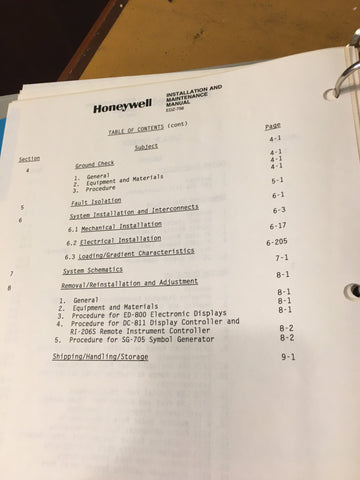 Honeywell
INSTALLATION AND
MAINTENANCE
MANUAL
EDZ-756
TABLE OF CONTENTS (cont)
Section Subject Page
4 Ground Check 4-1
1. General 4-1
2. Equipment and Materials 4-1
3. Procedure 4-1
5 Fault Isolation 5-1
6 System Installation and Interconnects 6-1
6.1 Mechanical Installation 6-3
6.2 Electrical Installation 6-17
6.3 Loading/Gradient Characteristics 6-205
7 System Schematics 7-1
8 Removal/Reinstallation and Adjustment 8-1
1. General 8-1
2. Equipment and Materials 8-1
3. Procedure for ED-800 Electronic Displays 8-1
4. Procedure for DC-811 Display Controller and
RI-206S Remote Instrument Controller 8-2
5. Procedure for SG-705 Symbol Generator 8-2
Shipping/Handling/Storage 9-1